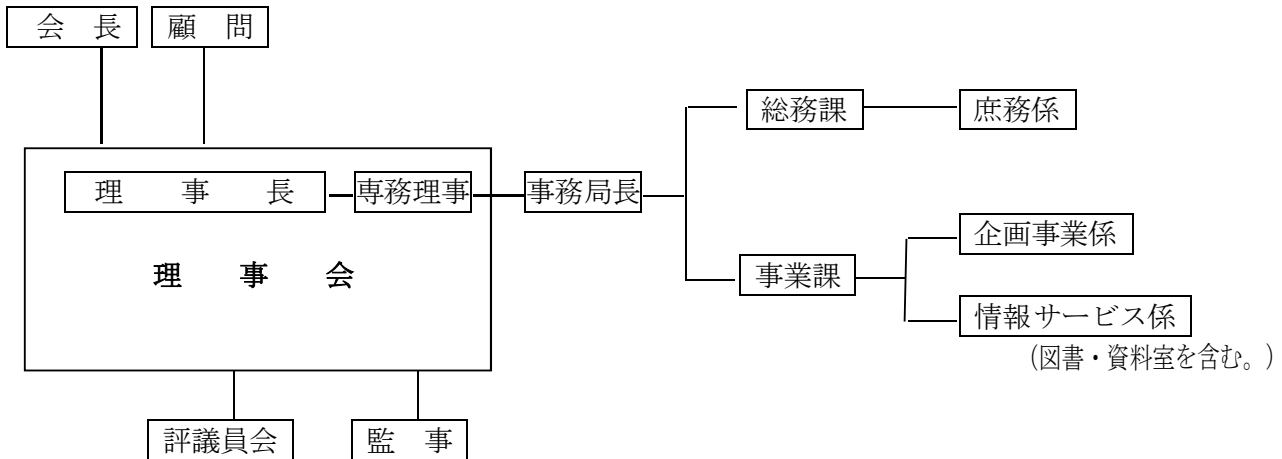 会　長
顧　問
総務課
庶務係
理　事　長
専務理事
事務局長
企画事業係
理　事　会
事業課
情報サービス係
（図書・資料室を含む。）
評議員会
監　事